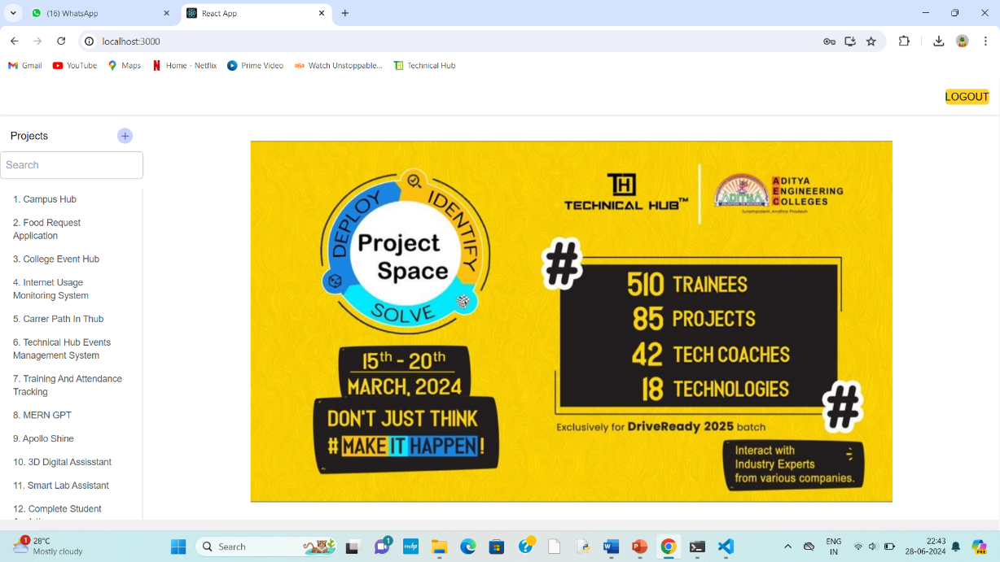 (16) WhatsApp
React App
localhost:3000
Gmail
YouTube
Maps
Home - Netflix
Prime Video
Watch Unstoppable...
Technical Hub
LOGOUT
Projects
Search
1. Campus Hub
2. Food Request
Application
3. College Event Hub
4. Internet Usage
Monitoring System
5. Carrer Path In Thub
6. Technical Hub Events
Management System
7. Training And Attendance
Tracking
8. MERN GPT
9. Apollo Shine
10. 3D Digital Assisstant
11. Smart Lab Assistant
12. Complete Student
DEPLOY
IDENTIFY
SOLVE
Project
Space
15th - 20th
MARCH, 2024
DON'T JUST THINK
#MAKE IT HAPPEN!
TH
TECHNICAL HUB™
ADITYA
ADITYA
ENGINEERING
COLLEGES
Surampalem, Andhra Pradesh
#
510 TRAINEES
85 PROJECTS
42 TECH COACHES
18 TECHNOLOGIES
#
Exclusively for DriveReady 2025 batch
Interact with
Industry Experts
from various companies.
1
28°C
Mostly cloudy
Search
1
myhp
ENG
IN
22:43
28-06-2024
PRE